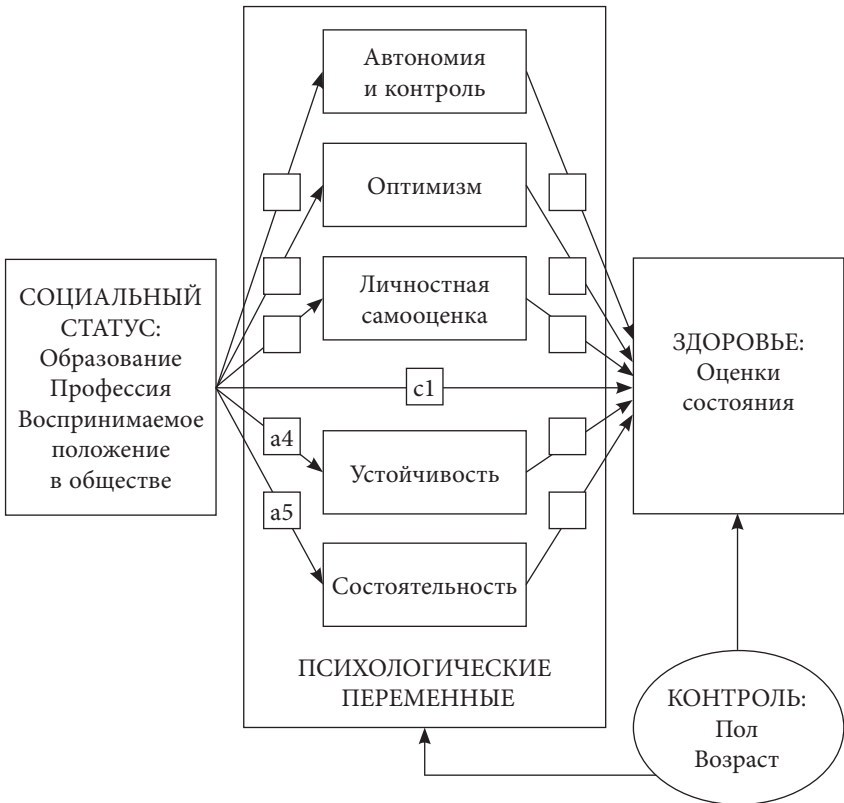 Автономия
и контроль
Оптимизм
Личностная
самооценка
СОЦИАЛЬНЫЙ
СТАТУС:
Образование
Профессия
Воспринимаемое
положение
в обществе
c1
ЗДОРОВЬЕ:
Оценки
состояния
a4
Устойчивость
a5
Состоятельность
ПСИХОЛОГИЧЕСКИЕ
ПЕРЕМЕННЫЕ
КОНТРОЛЬ:
Пол
Возраст